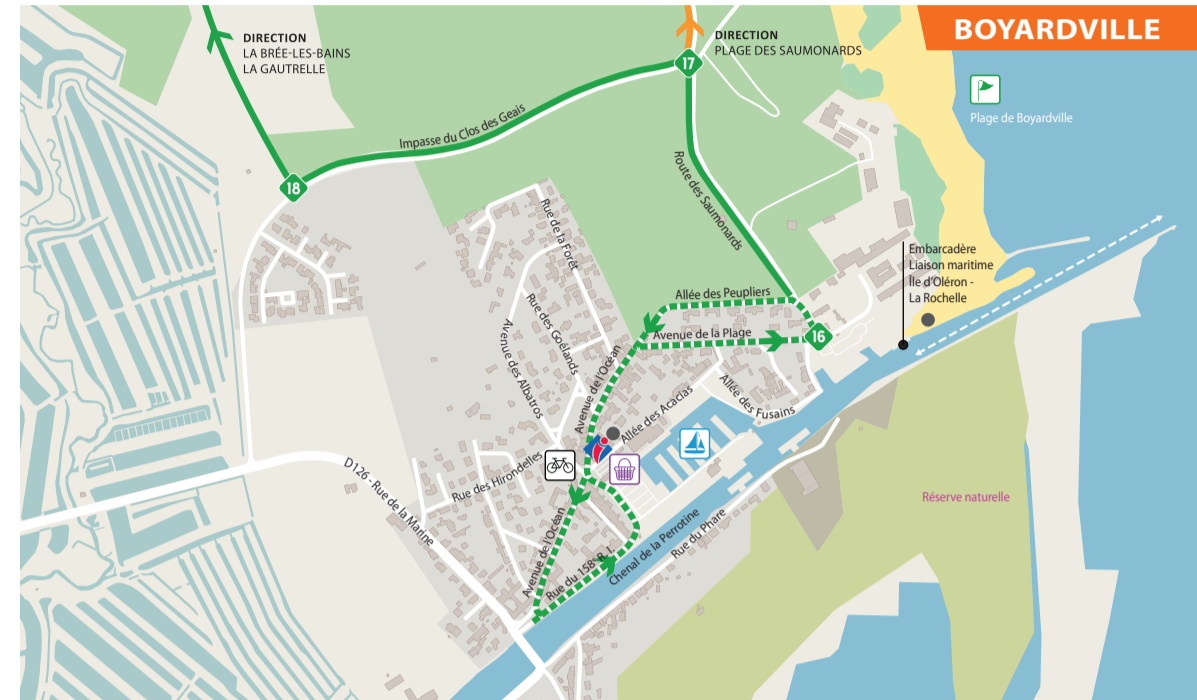 BOYARDVILLE
DIRECTION
LA BRÉE-LES-BAINS
LA GAUTRELLE
DIRECTION
PLAGE DES SAUMONARDS
17
Plage de Boyardville
Impasse du Clos des Geais
18
Route des Saumonards
Rue de la Forêt
Embarcadère
Liaison maritime
Île d'Oléron -
La Rochelle
Allée des Peupliers
Rue des Goélands
Avenue des Albatros
Avenue de la Plage
16
Avenue de l'Océan
Allée des Acacias
Allée des Fusains
Rue des Hirondelles
D126 - Rue de la Marine
Réserve naturelle
Avenue de l'Océan
Rue du 158e R. I.
Chenal de la Perrotine
Rue du Phare